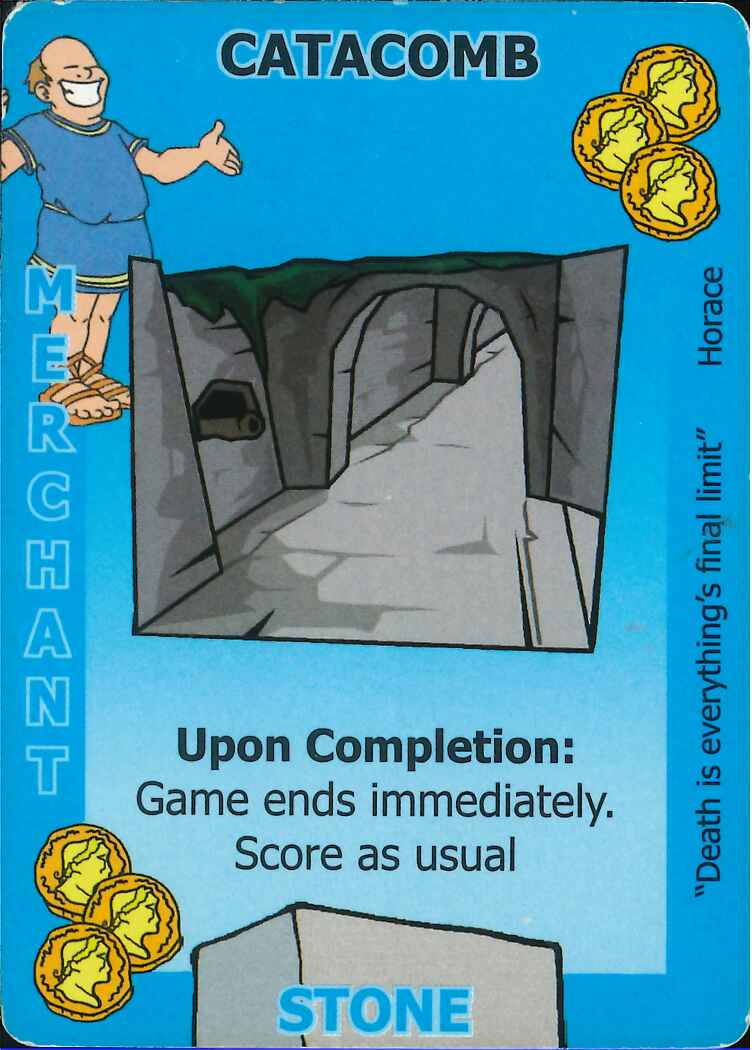 CATACOMB
MERCHANT
"Death is everything's final limit" Horace
Upon Completion:
Game ends immediately.
Score as usual
STONE